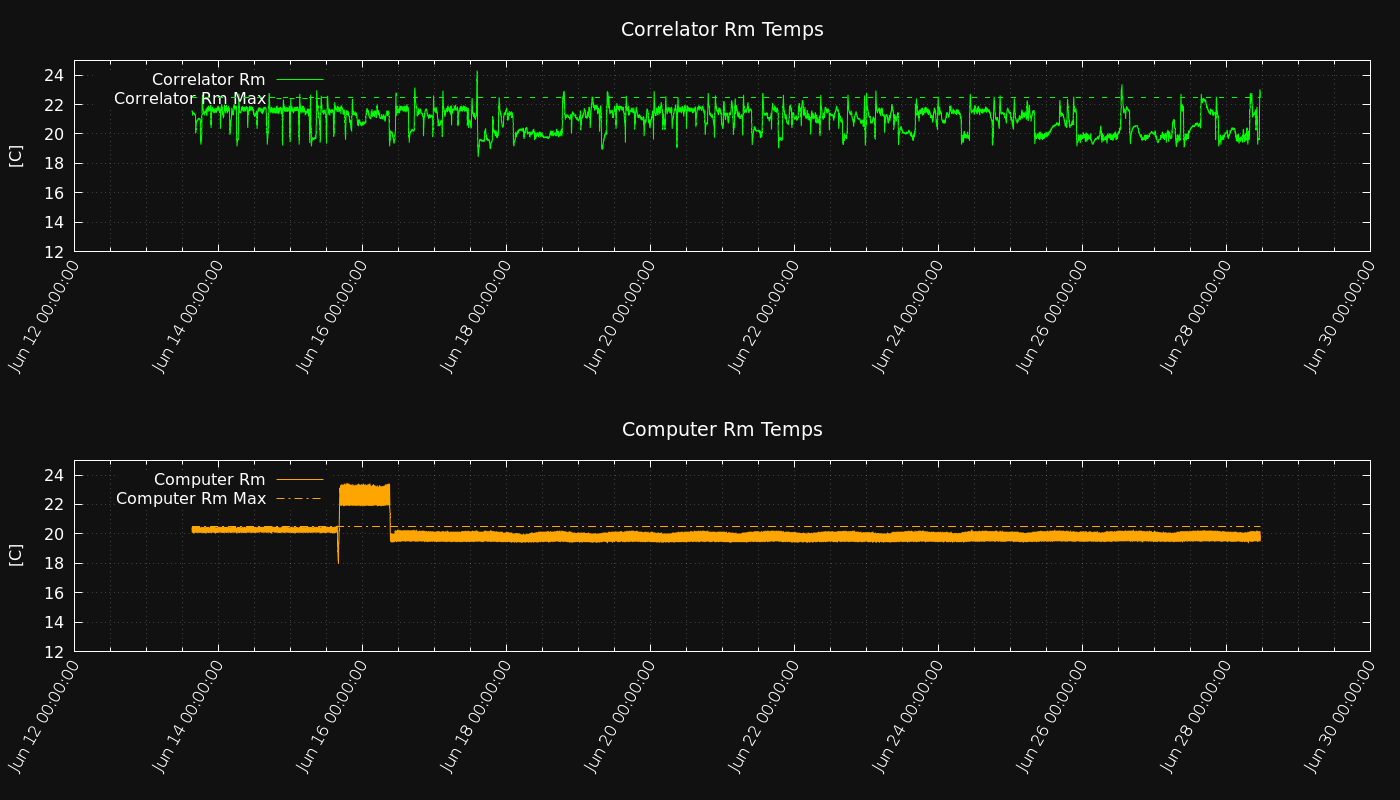 Correlator Rm Temps
24
22
20
18
16
14
12
[C]
Correlator Rm
Correlator Rm Max
Jun 12 00:00:00
Jun 14 00:00:00
Jun 16 00:00:00
Jun 18 00:00:00
Jun 20 00:00:00
Jun 22 00:00:00
Jun 24 00:00:00
Jun 26 00:00:00
Jun 28 00:00:00
Jun 30 00:00:00
Computer Rm Temps
24
22
20
18
16
14
12
[C]
Computer Rm
Computer Rm Max
Jun 12 00:00:00
Jun 14 00:00:00
Jun 16 00:00:00
Jun 18 00:00:00
Jun 20 00:00:00
Jun 22 00:00:00
Jun 24 00:00:00
Jun 26 00:00:00
Jun 28 00:00:00
Jun 30 00:00:00